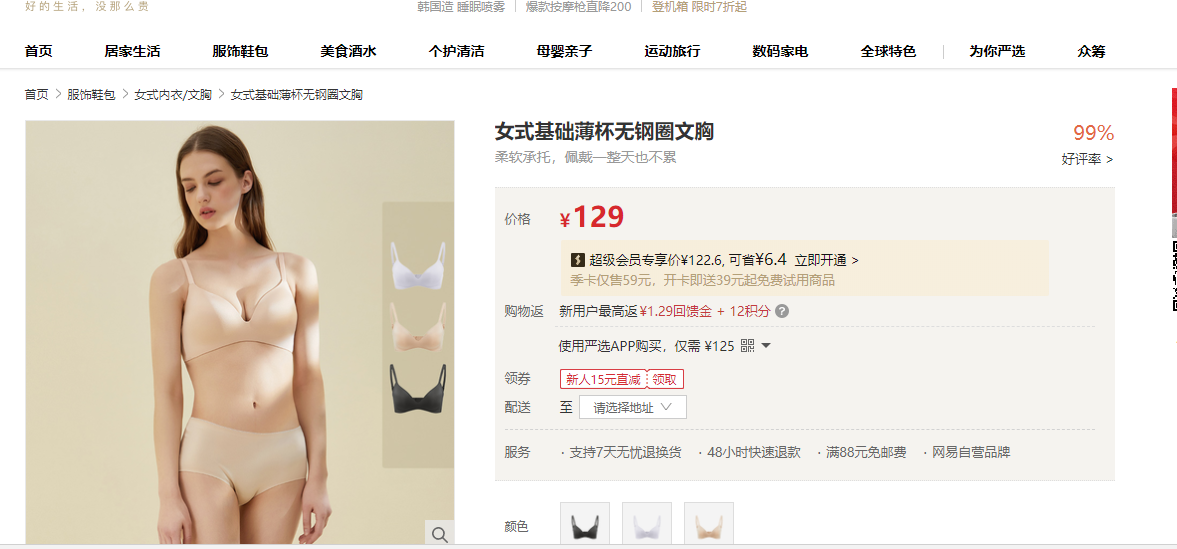 好的生活，没那么贵
韩国造 睡眠喷雾 爆款按摩枪直降200 登机箱 限时7折起
首页 居家生活 服饰鞋包 美食酒水 个护清洁 母婴亲子 运动旅行 数码家电 全球特色 为你严选 众筹
首页 > 服饰鞋包 > 女式内衣/文胸 > 女式基础薄杯无钢圈文胸
女式基础薄杯无钢圈文胸
99%
柔软承托，佩戴一整天也不累
好评率 >
价格 ¥129
$ 超级会员专享价¥122.6, 可省¥6.4 立即开通 >
季卡仅售59元，开卡即送39元起免费试用商品
购物返 新用户最高返¥1.29回馈金 + 12积分 ?
使用严选APP购买，仅需 ¥125
领券 新人15元直减 领取
配送 至 请选择地址
服务 · 支持7天无忧退换货 · 48小时快速退款 · 满88元免邮费 · 网易自营品牌
颜色